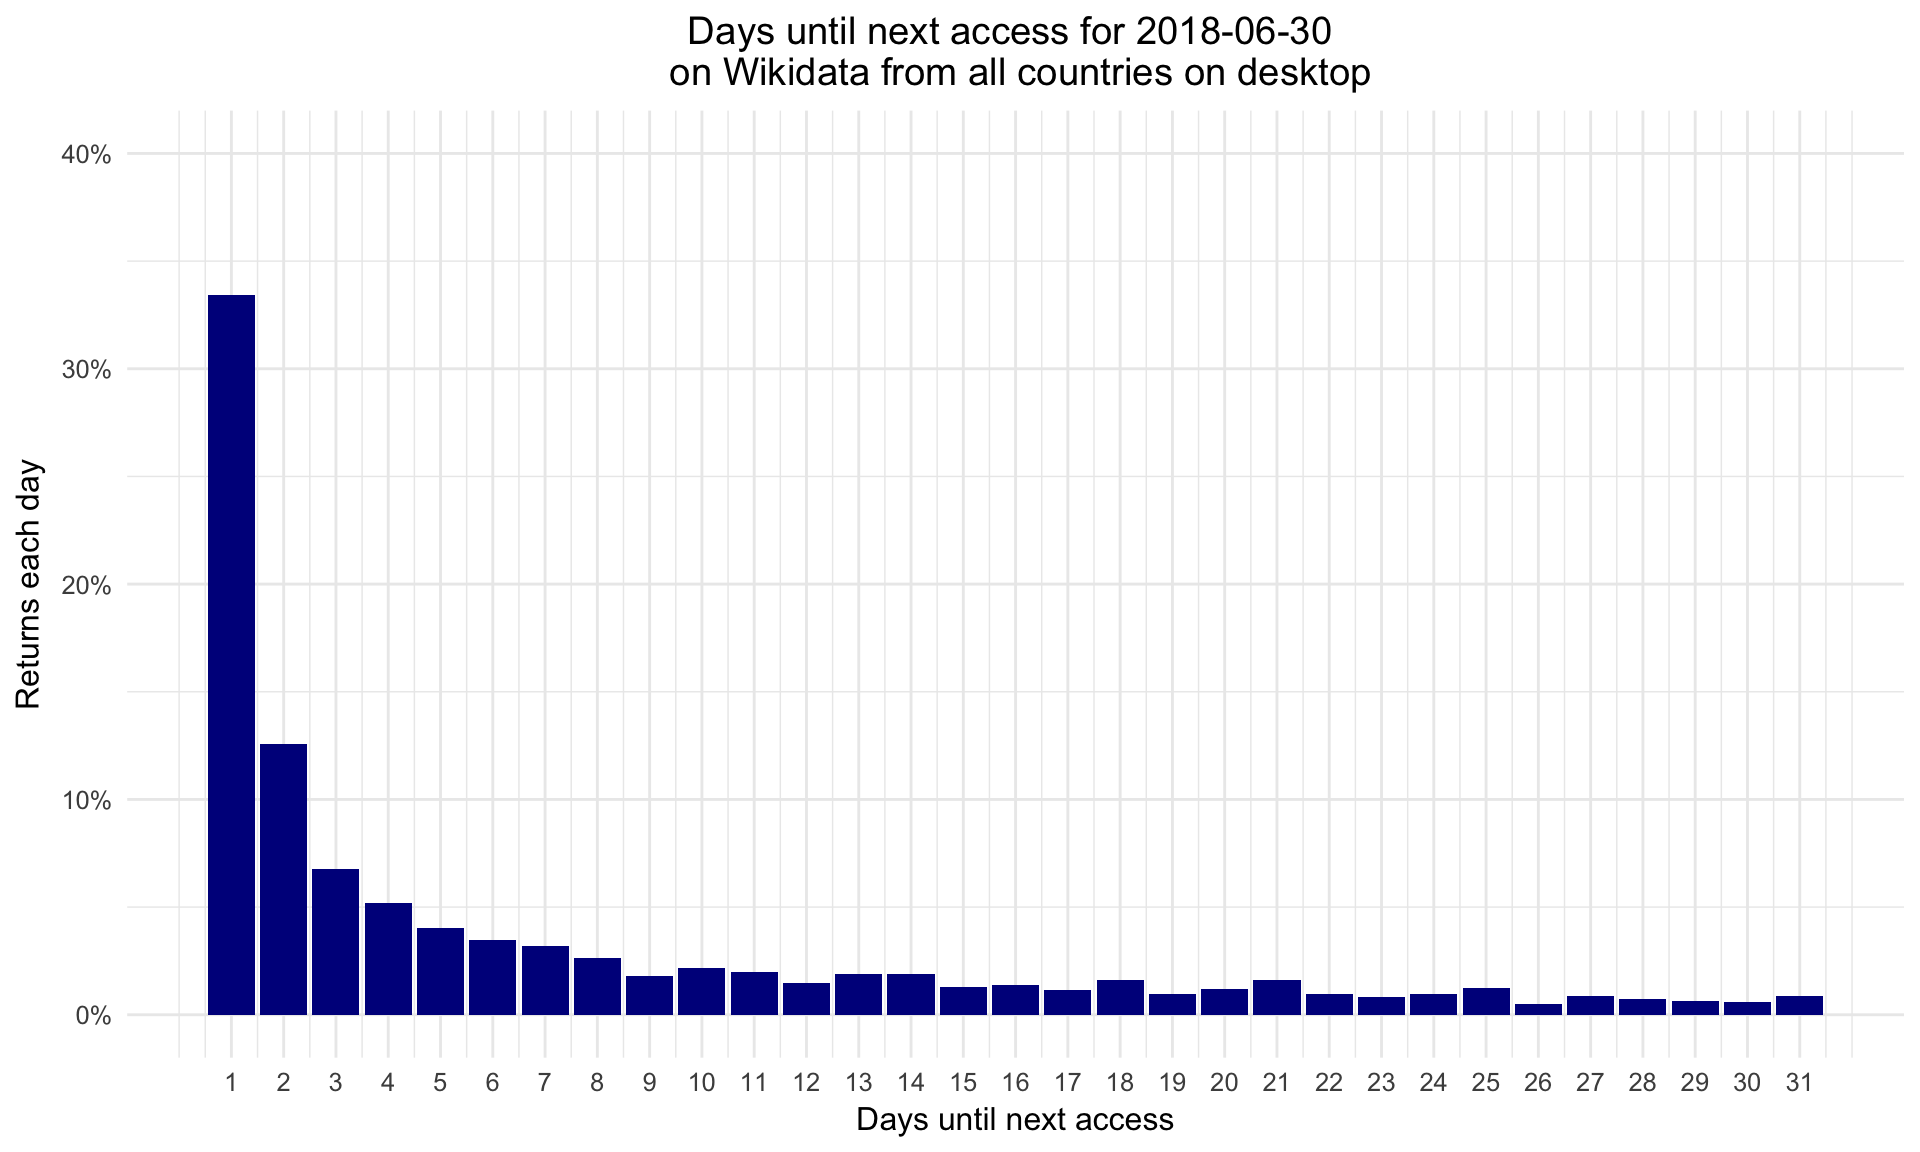 Days until next access for 2018-06-30
on Wikidata from all countries on desktop
40%
30%
20%
10%
0%
Returns each day
1 2 3 4 5 6 7 8 9 10 11 12 13 14 15 16 17 18 19 20 21 22 23 24 25 26 27 28 29 30 31
Days until next access